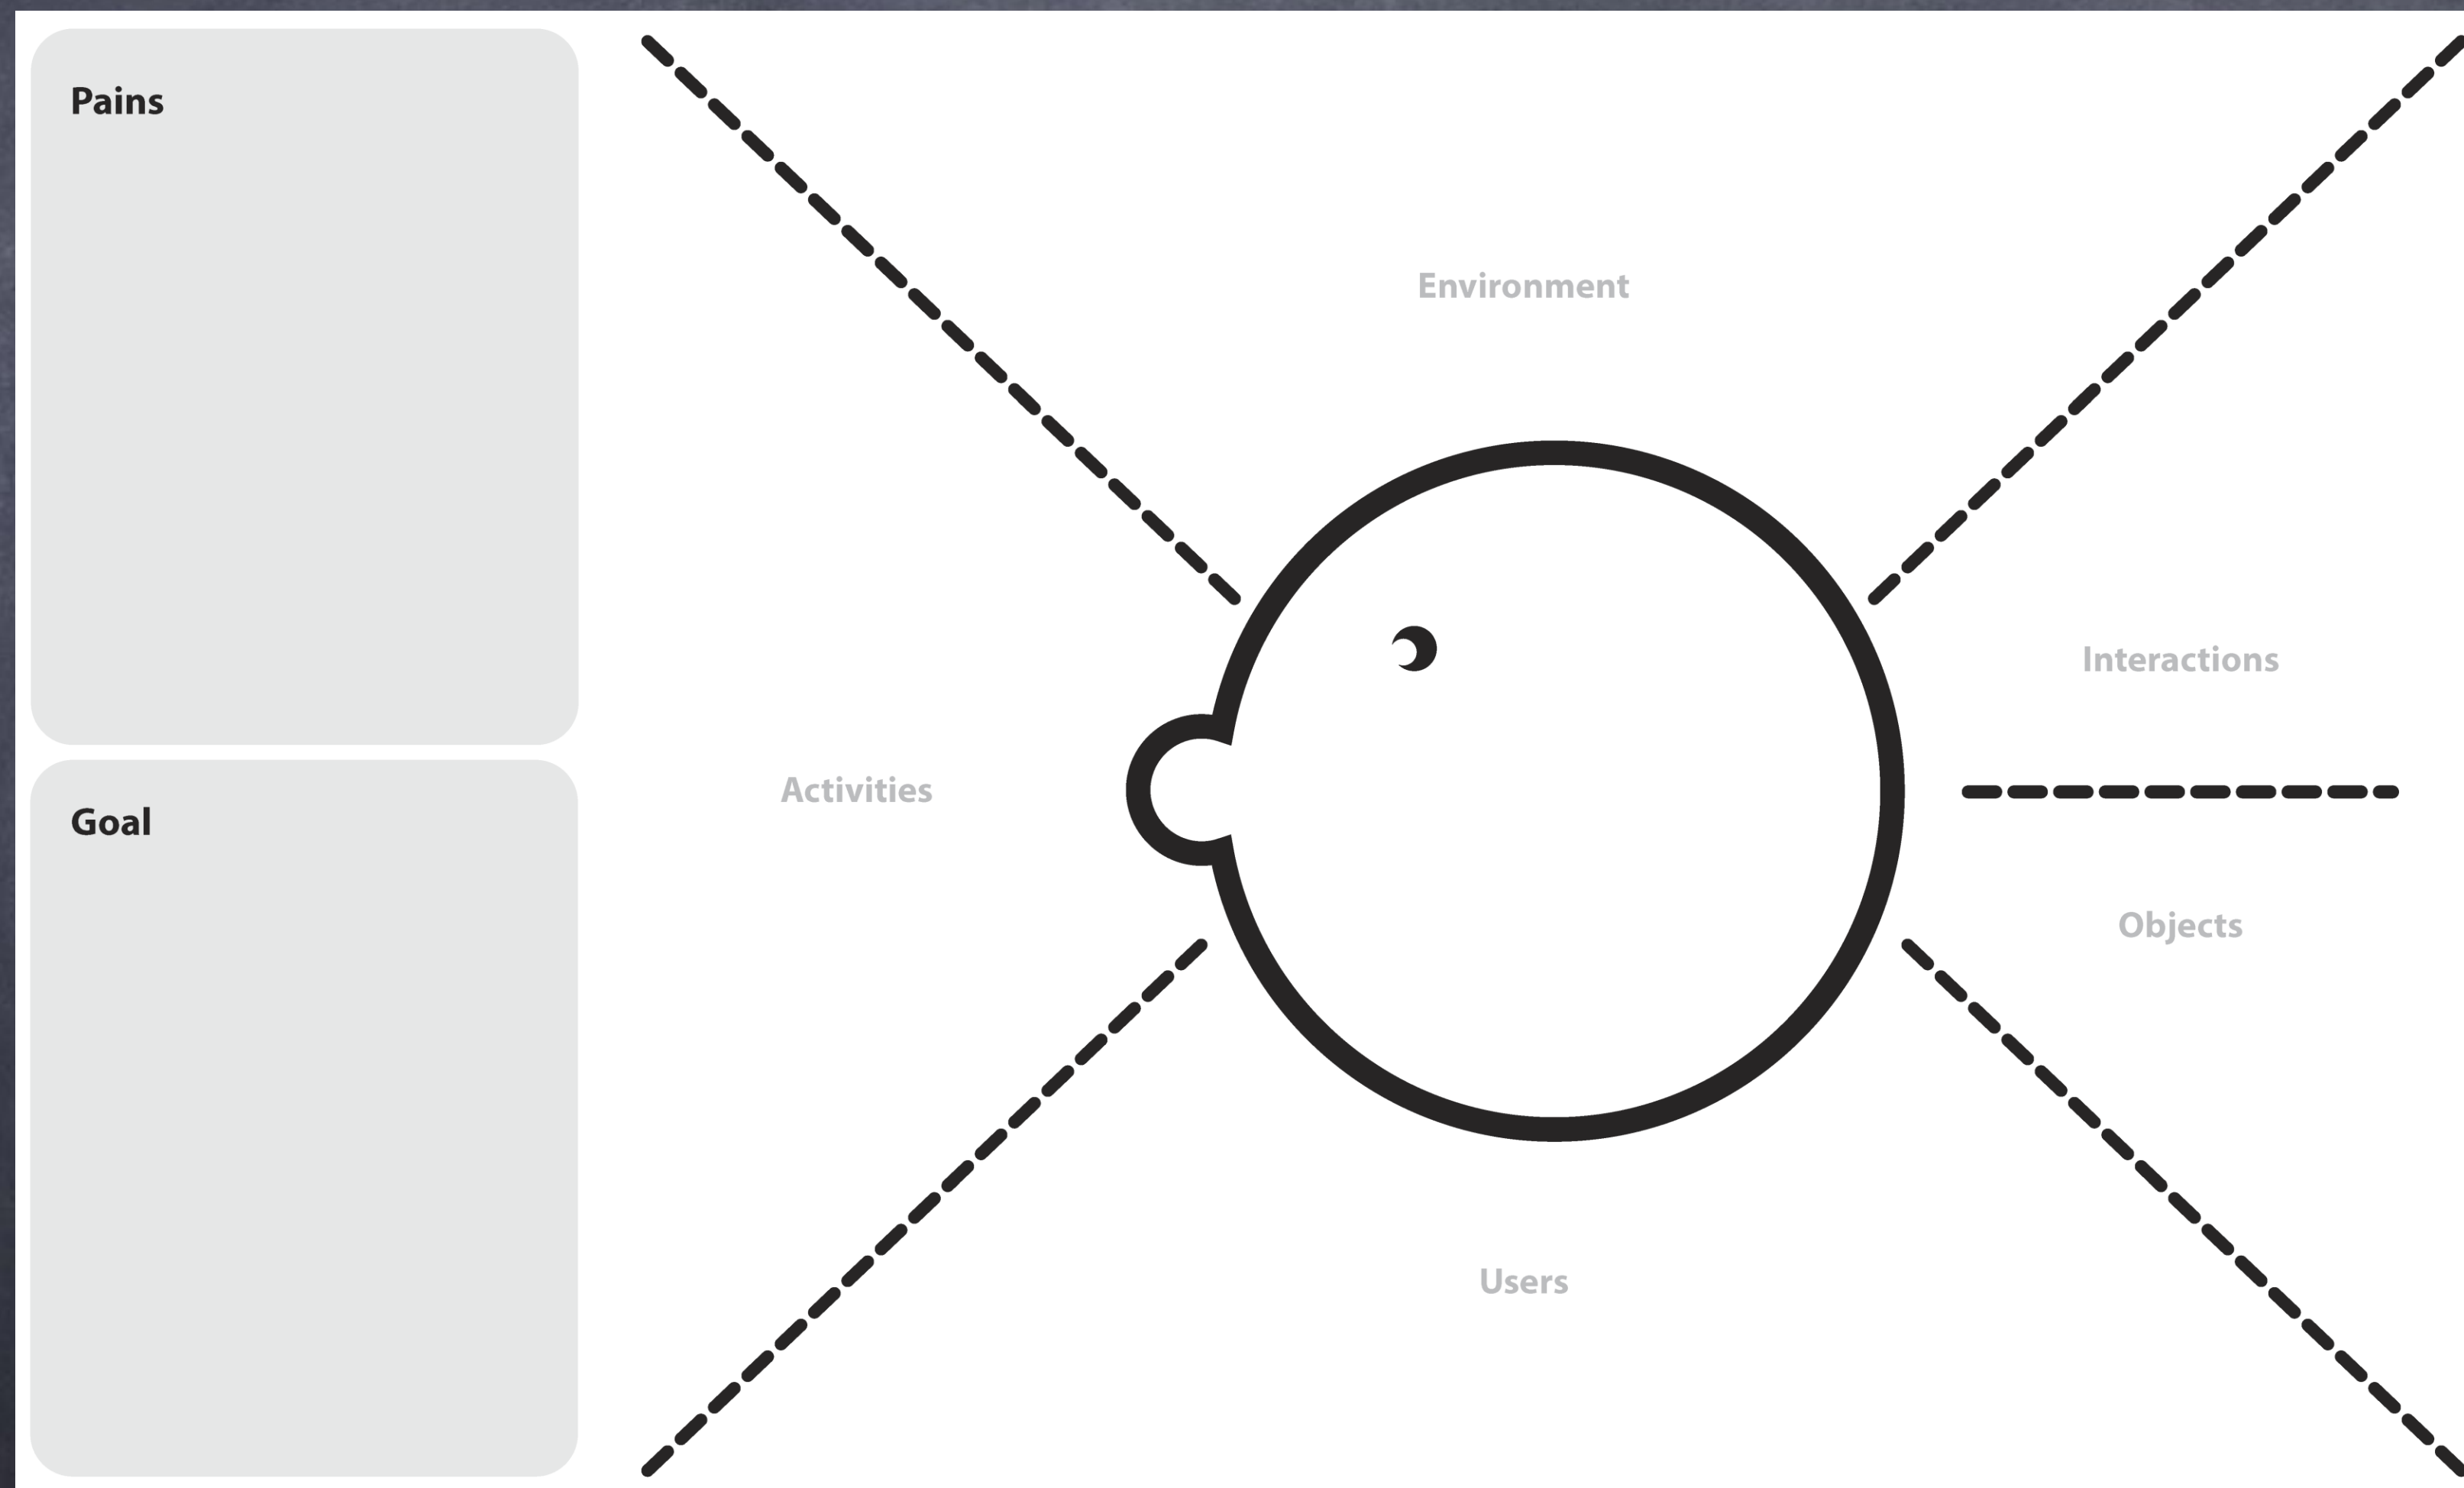 Pains
Goal
Environment
Activities
Interactions
Objects
Users